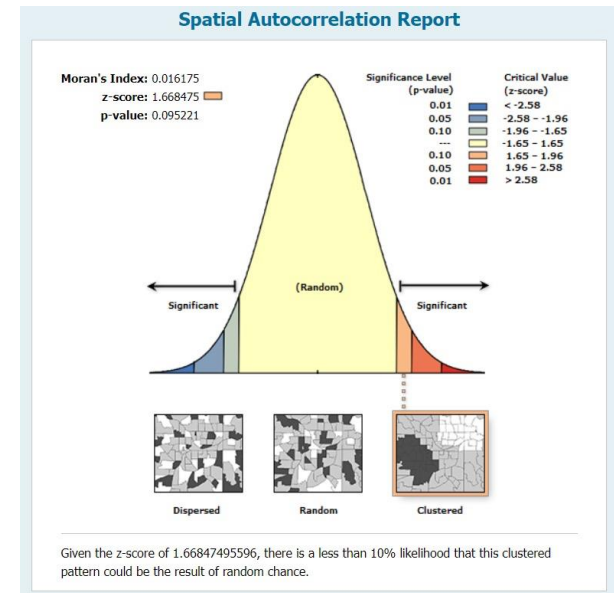 Spatial Autocorrelation Report
Moran's Index: 0.016175
z-score: 1.668475
p-value: 0.095221
Significance Level
(p-value)
Critical Value
(z-score)
0.01 < -2.58
0.05 -2.58 - -1.96
0.10 -1.96 - -1.65
--- -1.65 - 1.65
0.10 1.65 - 1.96
0.05 1.96 - 2.58
0.01 > 2.58
(Random)
Significant
Significant
Dispersed
Random
Clustered
Given the z-score of 1.66847495596, there is a less than 10% likelihood that this clustered
pattern could be the result of random chance.